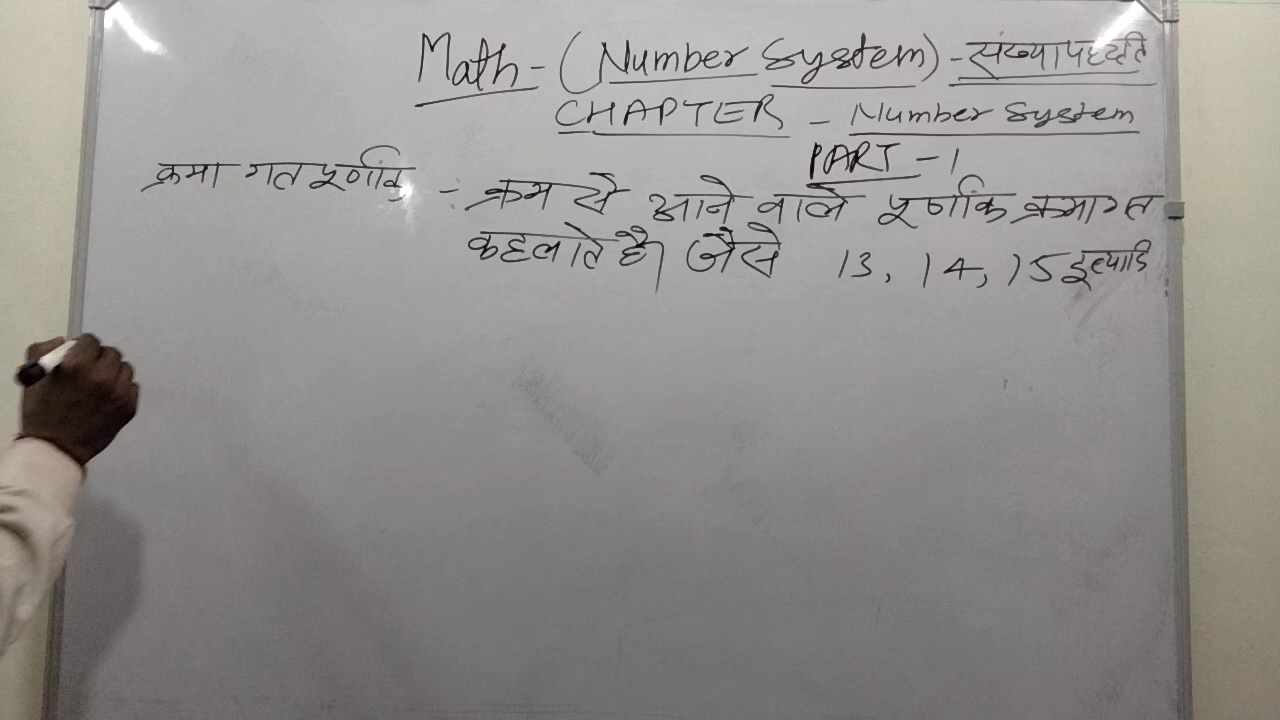 Math - (Number System) - संख्या पद्धति
CHAPTER - Number System
PART - 1
क्रमा गत पूर्णांक :- क्रम से आने वाले पूर्णांक क्रमागत
कहलाते है। जैसे 13, 14, 15 इत्यादि